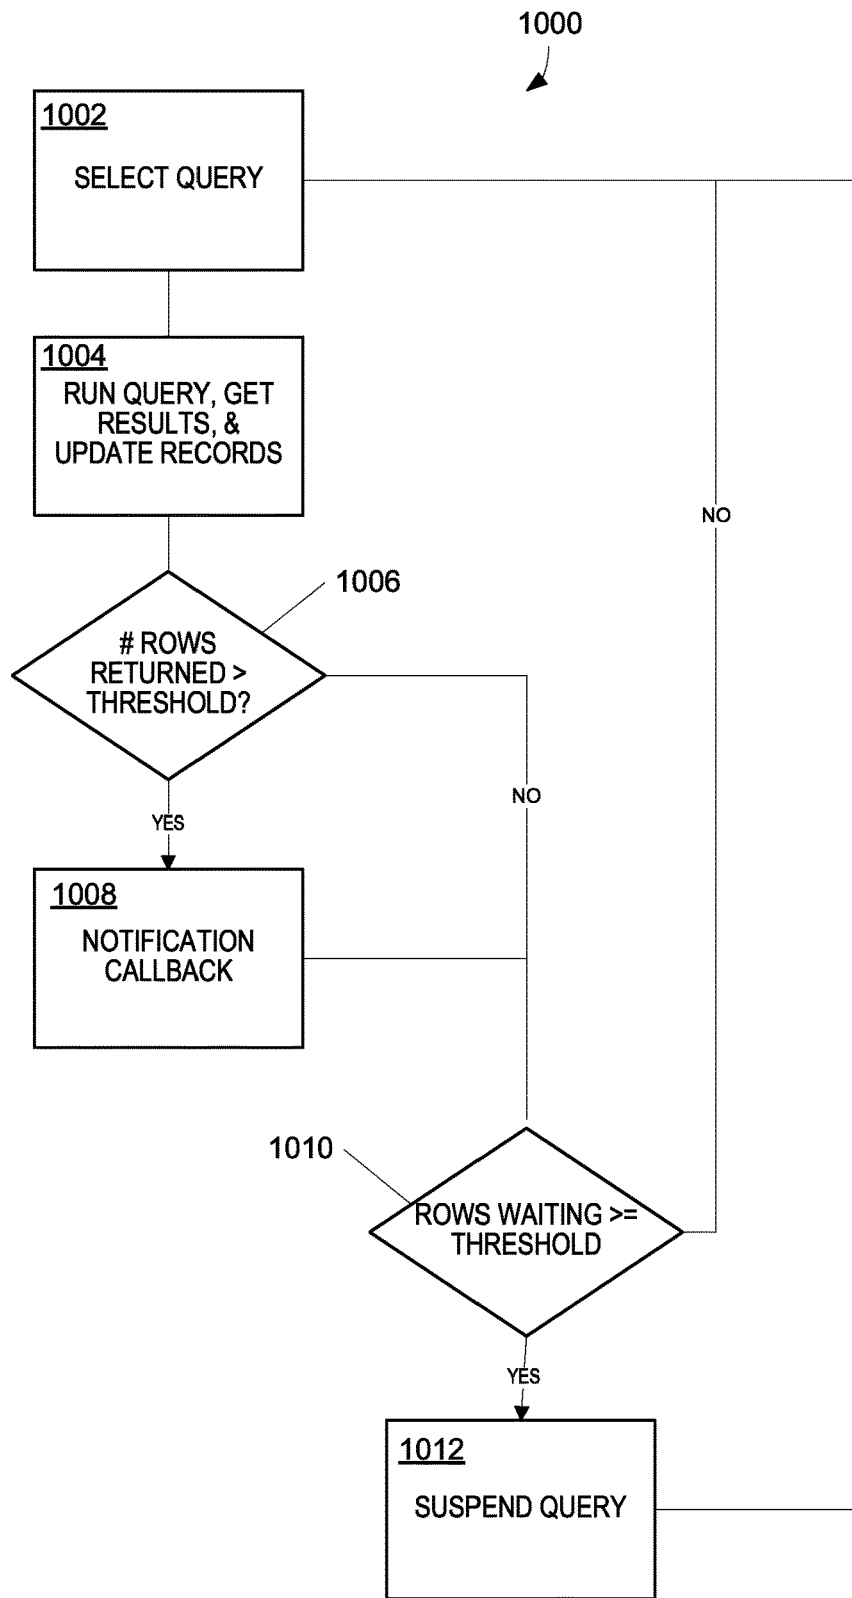 1000
1002
SELECT QUERY
1004
RUN QUERY, GET
RESULTS, &
UPDATE RECORDS
1006
# ROWS
RETURNED >
THRESHOLD?
NO
NO
YES
1008
NOTIFICATION
CALLBACK
1010
ROWS WAITING >=
THRESHOLD
YES
1012
SUSPEND QUERY